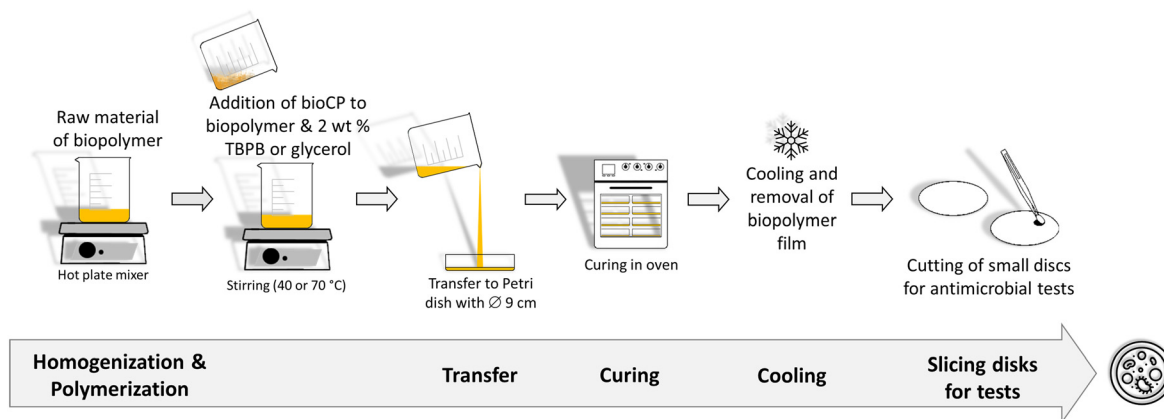 Raw material
of biopolymer
Hot plate mixer
Addition of bioCP to
biopolymer & 2 wt %
TBPB or glycerol
Stirring (40 or 70 °C)
Transfer to Petri
dish with ∅ 9 cm
Curing in oven
Cooling and
removal of
biopolymer
film
Cutting of small discs
for antimicrobial tests
Homogenization &
Polymerization
Transfer
Curing
Cooling
Slicing disks
for tests